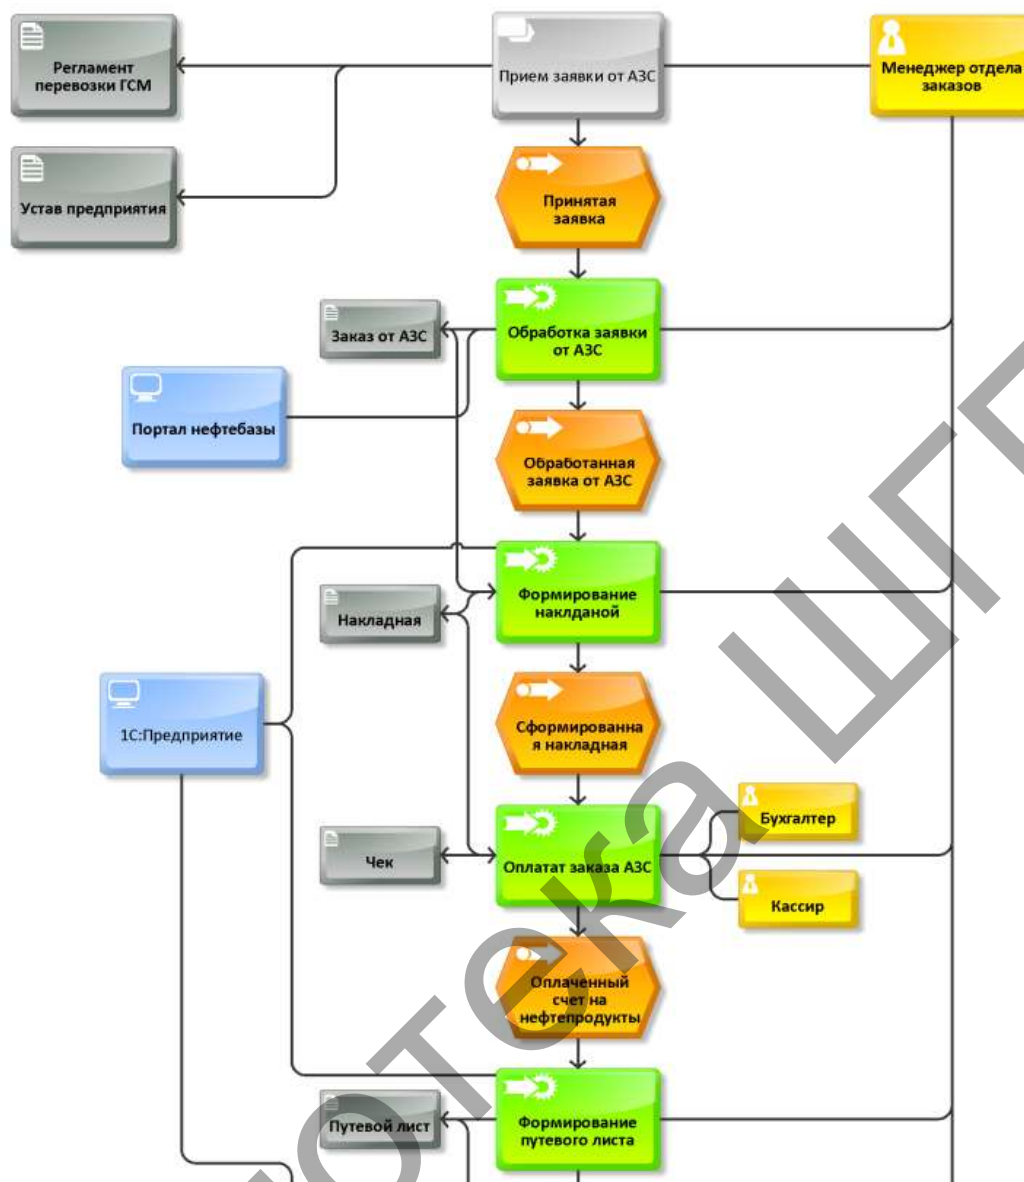 Регламент
перевозки ГСМ
Прием заявки от АЗС
Менеджер отдела
заказов
Устав предприятия
Принятая
заявка
Заказ от АЗС
Обработка заявки
от АЗС
Портал нефтебазы
Обработанная
заявка от АЗС
Накладная
Формирование
наклданой
1С:Предприятие
Сформированна
я накладная
Бухгалтер
Чек
Оплатат заказа АЗС
Кассир
Оплаченный
счет на
нефтепродукты
Путевой лист
Формирование
путевого листа